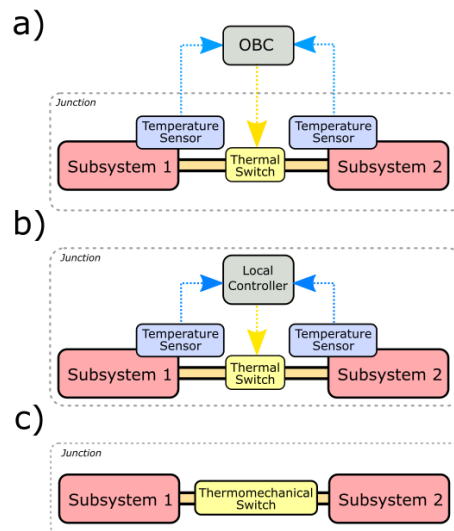 a)
OBC
Junction
Temperature
Sensor
Temperature
Sensor
Subsystem 1
Thermal
Switch
Subsystem 2
b)
Junction
Local
Controller
Temperature
Sensor
Temperature
Sensor
Subsystem 1
Thermal
Switch
Subsystem 2
c)
Junction
Subsystem 1
Thermomechanical
Switch
Subsystem 2